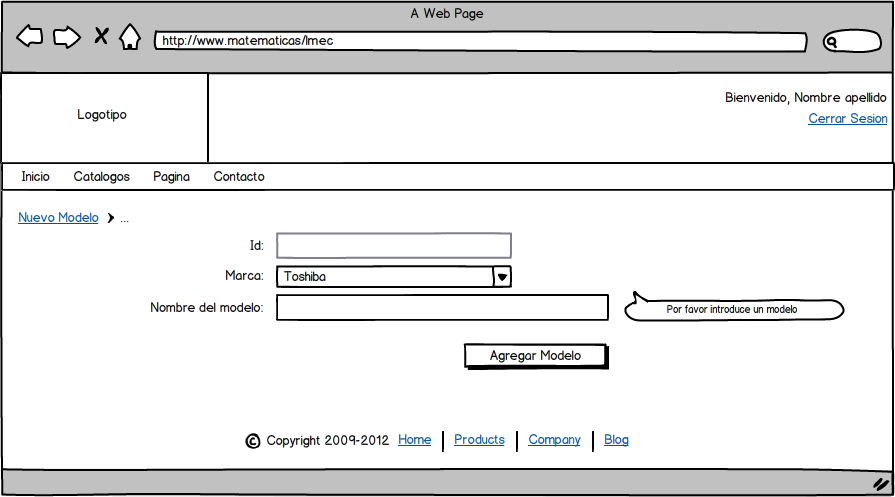 A Web Page
http://www.matematicas/lmec
Logotipo
Bienvenido, Nombre apellido
Cerrar Sesion
Inicio Catalogos Pagina Contacto
Nuevo Modelo ...
Id:
Marca: Toshiba
Nombre del modelo: Por favor introduce un modelo
Agregar Modelo
© Copyright 2009-2012 Home Products Company Blog